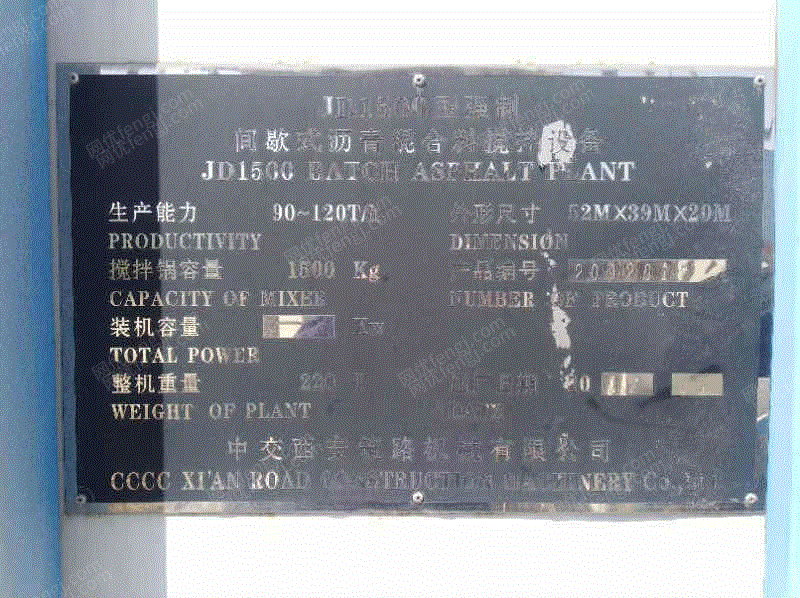 JD1500型强制
间歇式沥青混合料搅拌设备
JD1500 BATCH ASPHALT PLANT
生产能力 90~120T/h 外形尺寸 52M×39M×20M
PRODUCTIVITY DIMENSION
搅拌锅容量 1500 Kg 产品编号
CAPACITY OF MIXER NUMBER OF PRODUCT
装机容量 Kw
TOTAL POWER
整机重量 220
WEIGHT OF PLANT
中交西安筑路机械有限公司
CCCC XI'AN ROAD CONSTRUCTION MACHINERY Co.,